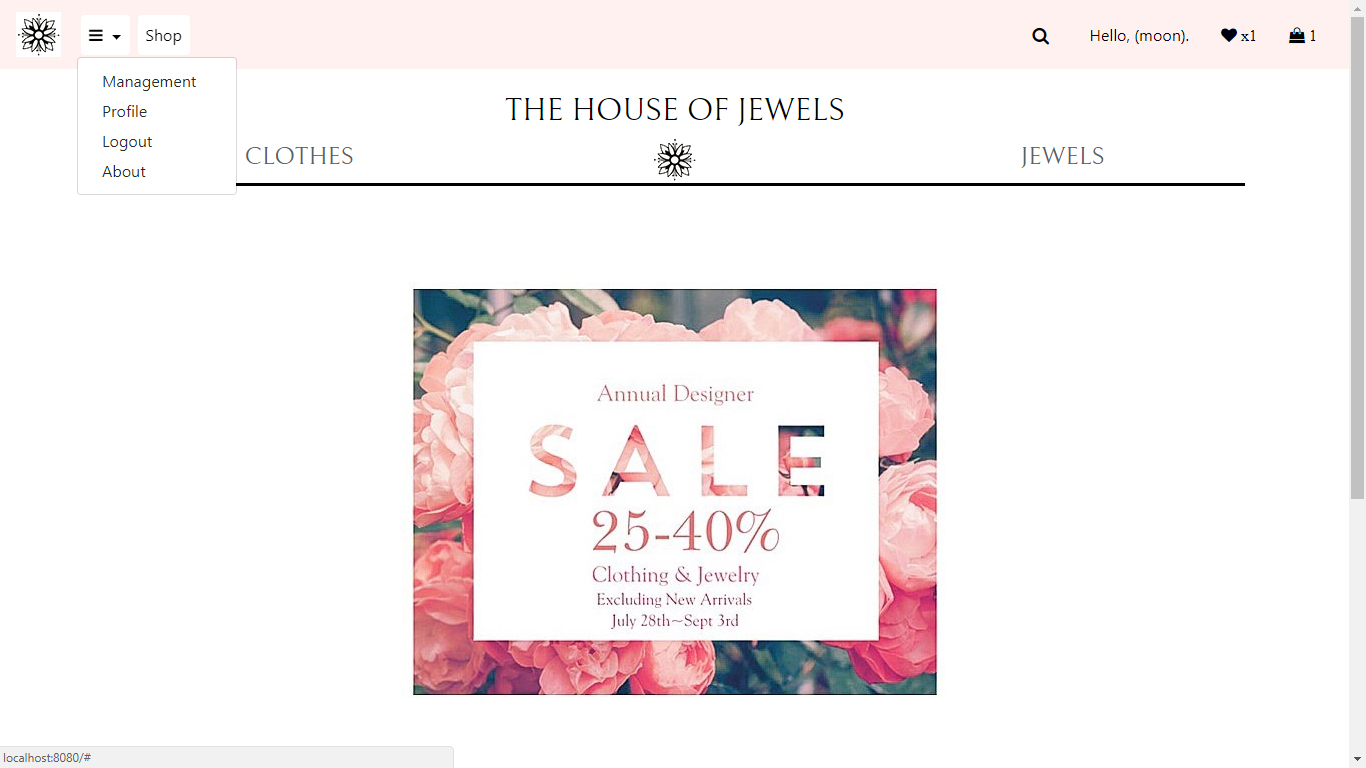 Shop
Hello, (moon).
x1
1
Management
Profile
Logout
About
THE HOUSE OF JEWELS
CLOTHES
JEWELS
Annual Designer
SALE
25-40%
Clothing & Jewelry
Excluding New Arrivals
July 28th~Sept 3rd
localhost:8080/#